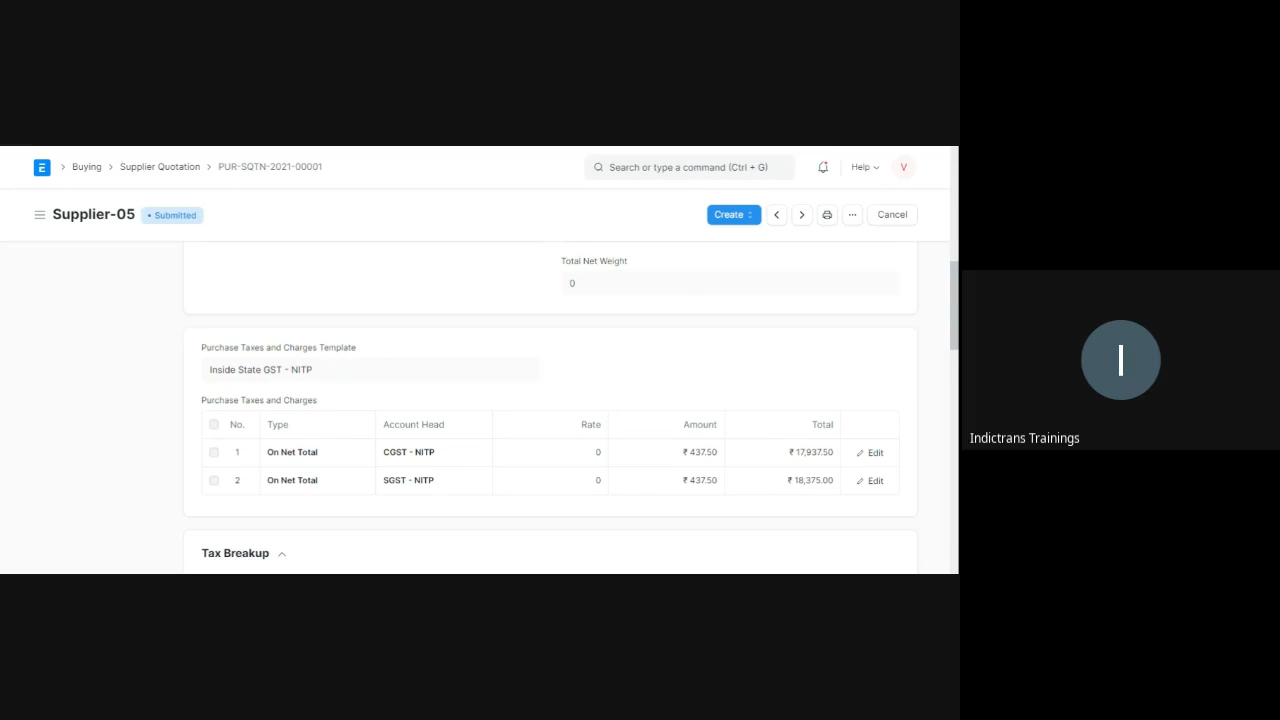 Buying > Supplier Quotation > PUR-SQTN-2021-00001
Search or type a command (Ctrl + G)
Help
V
Supplier-05
• Submitted
Create
Cancel
Total Net Weight
0
Purchase Taxes and Charges Template
Inside State GST - NITP
Purchase Taxes and Charges
No. Type Account Head Rate Amount Total
1 On Net Total CGST - NITP 0 ₹ 437.50 ₹ 17,937.50 Edit
2 On Net Total SGST - NITP 0 ₹ 437.50 ₹ 18,375.00 Edit
Tax Breakup
I
Indictrans Trainings